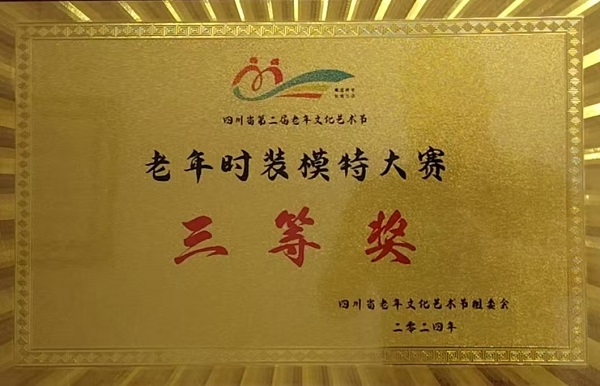 四川省第二届老年文化艺术节
老年时装模特大赛
三等奖
四川省老年文化艺术节组委会
二零二四年